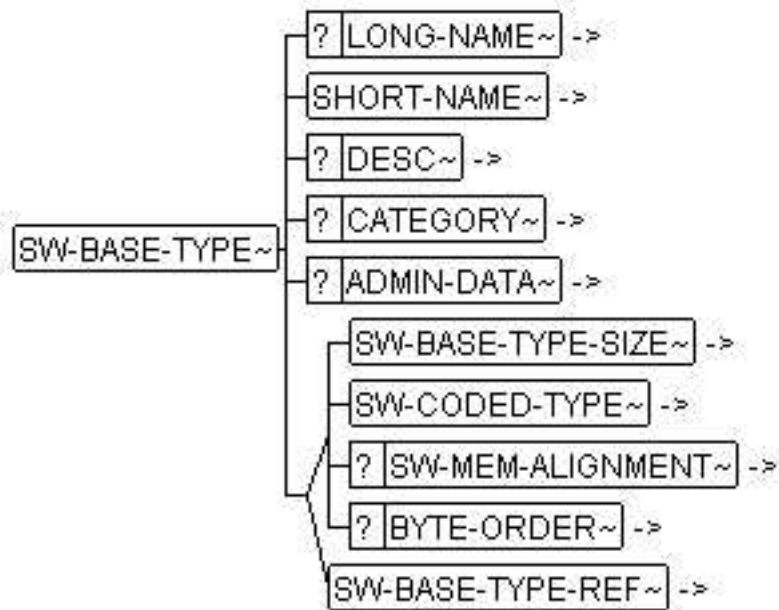 ? LONG-NAME~ ->
SHORT-NAME~ ->
? DESC~ ->
? CATEGORY~ ->
SW-BASE-TYPE~
? ADMIN-DATA~ ->
SW-BASE-TYPE-SIZE~ ->
SW-CODED-TYPE~ ->
? SW-MEM-ALIGNMENT~ ->
? BYTE-ORDER~ ->
SW-BASE-TYPE-REF~ ->